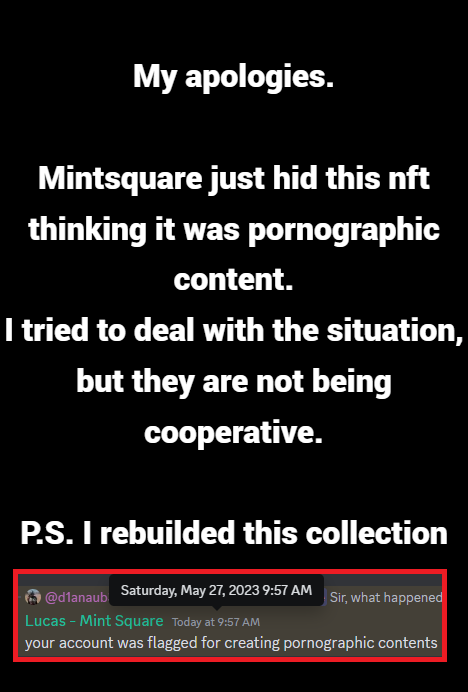 My apologies.
Mintsquare just hid this nft
thinking it was pornographic
content.
I tried to deal with the situation,
but they are not being
cooperative.
P.S. I rebuilded this collection
Saturday, May 27, 2023 9:57 AM
@d1anaub Sir, what happened
Lucas - Mint Square Today at 9:57 AM
your account was flagged for creating pornographic contents